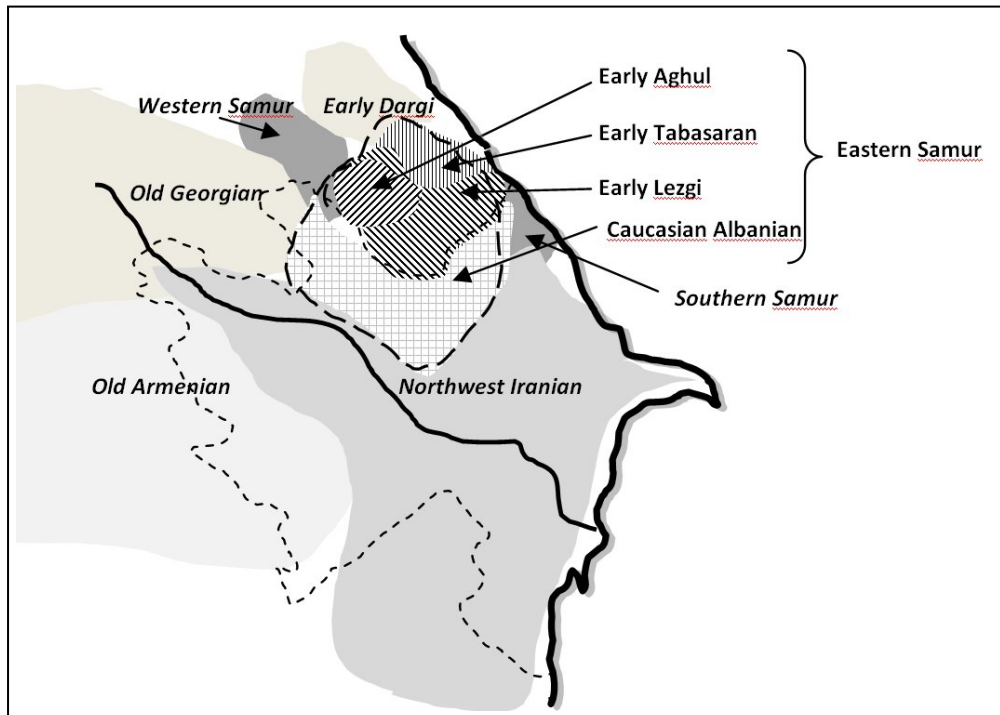 Early Aghul
Western Samur
Early Dargi
Early Tabasaran
Eastern Samur
Early Lezgi
Old Georgian
Caucasian Albanian
Southern Samur
Old Armenian
Northwest Iranian